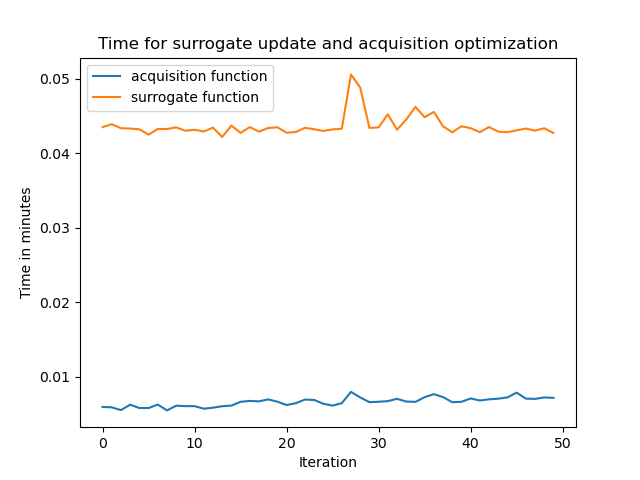 Time for surrogate update and acquisition optimization
acquisition function
surrogate function
0.05
0.04
0.03
0.02
0.01
Time in minutes
0 10 20 30 40 50
Iteration